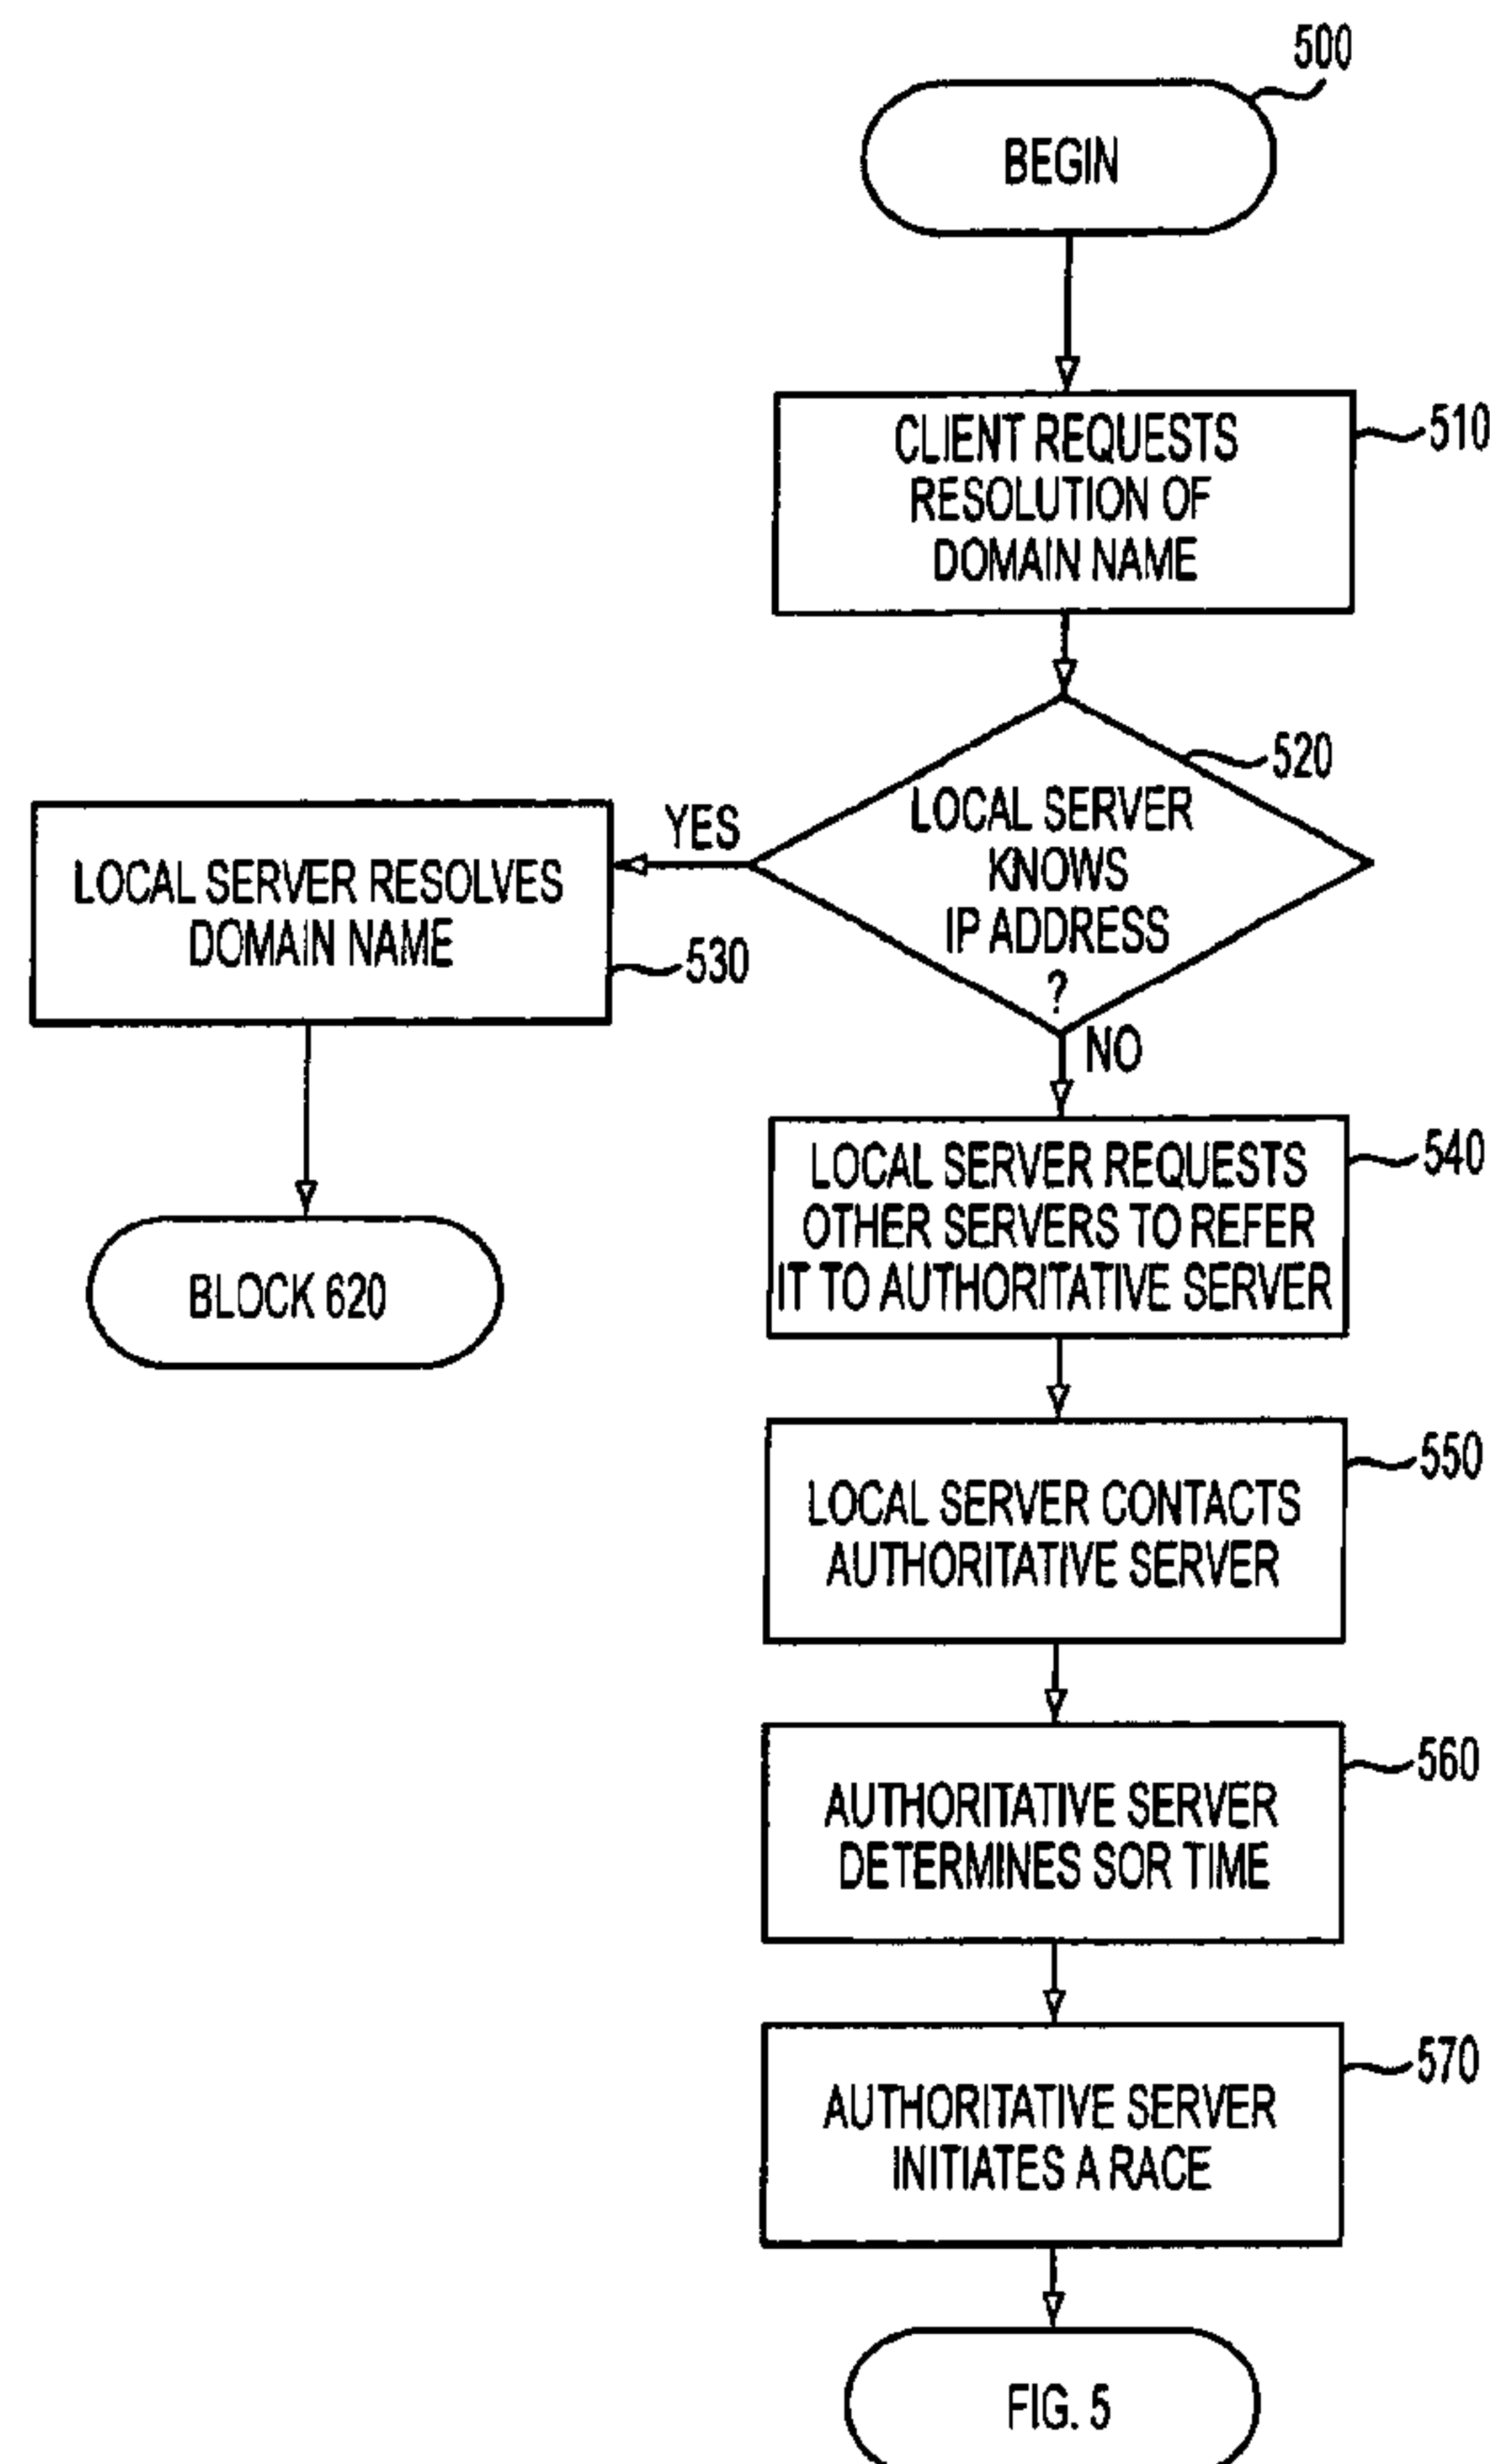 500
BEGIN
CLIENT REQUESTS
RESOLUTION OF
DOMAIN NAME
510
520
LOCAL SERVER
KNOWS
IP ADDRESS
?
YES
LOCAL SERVER RESOLVES
DOMAIN NAME
530
BLOCK 620
NO
LOCAL SERVER REQUESTS
OTHER SERVERS TO REFER
IT TO AUTHORITATIVE SERVER
540
LOCAL SERVER CONTACTS
AUTHORITATIVE SERVER
550
AUTHORITATIVE SERVER
DETERMINES SOR TIME
560
AUTHORITATIVE SERVER
INITIATES A RACE
570
FIG. 5